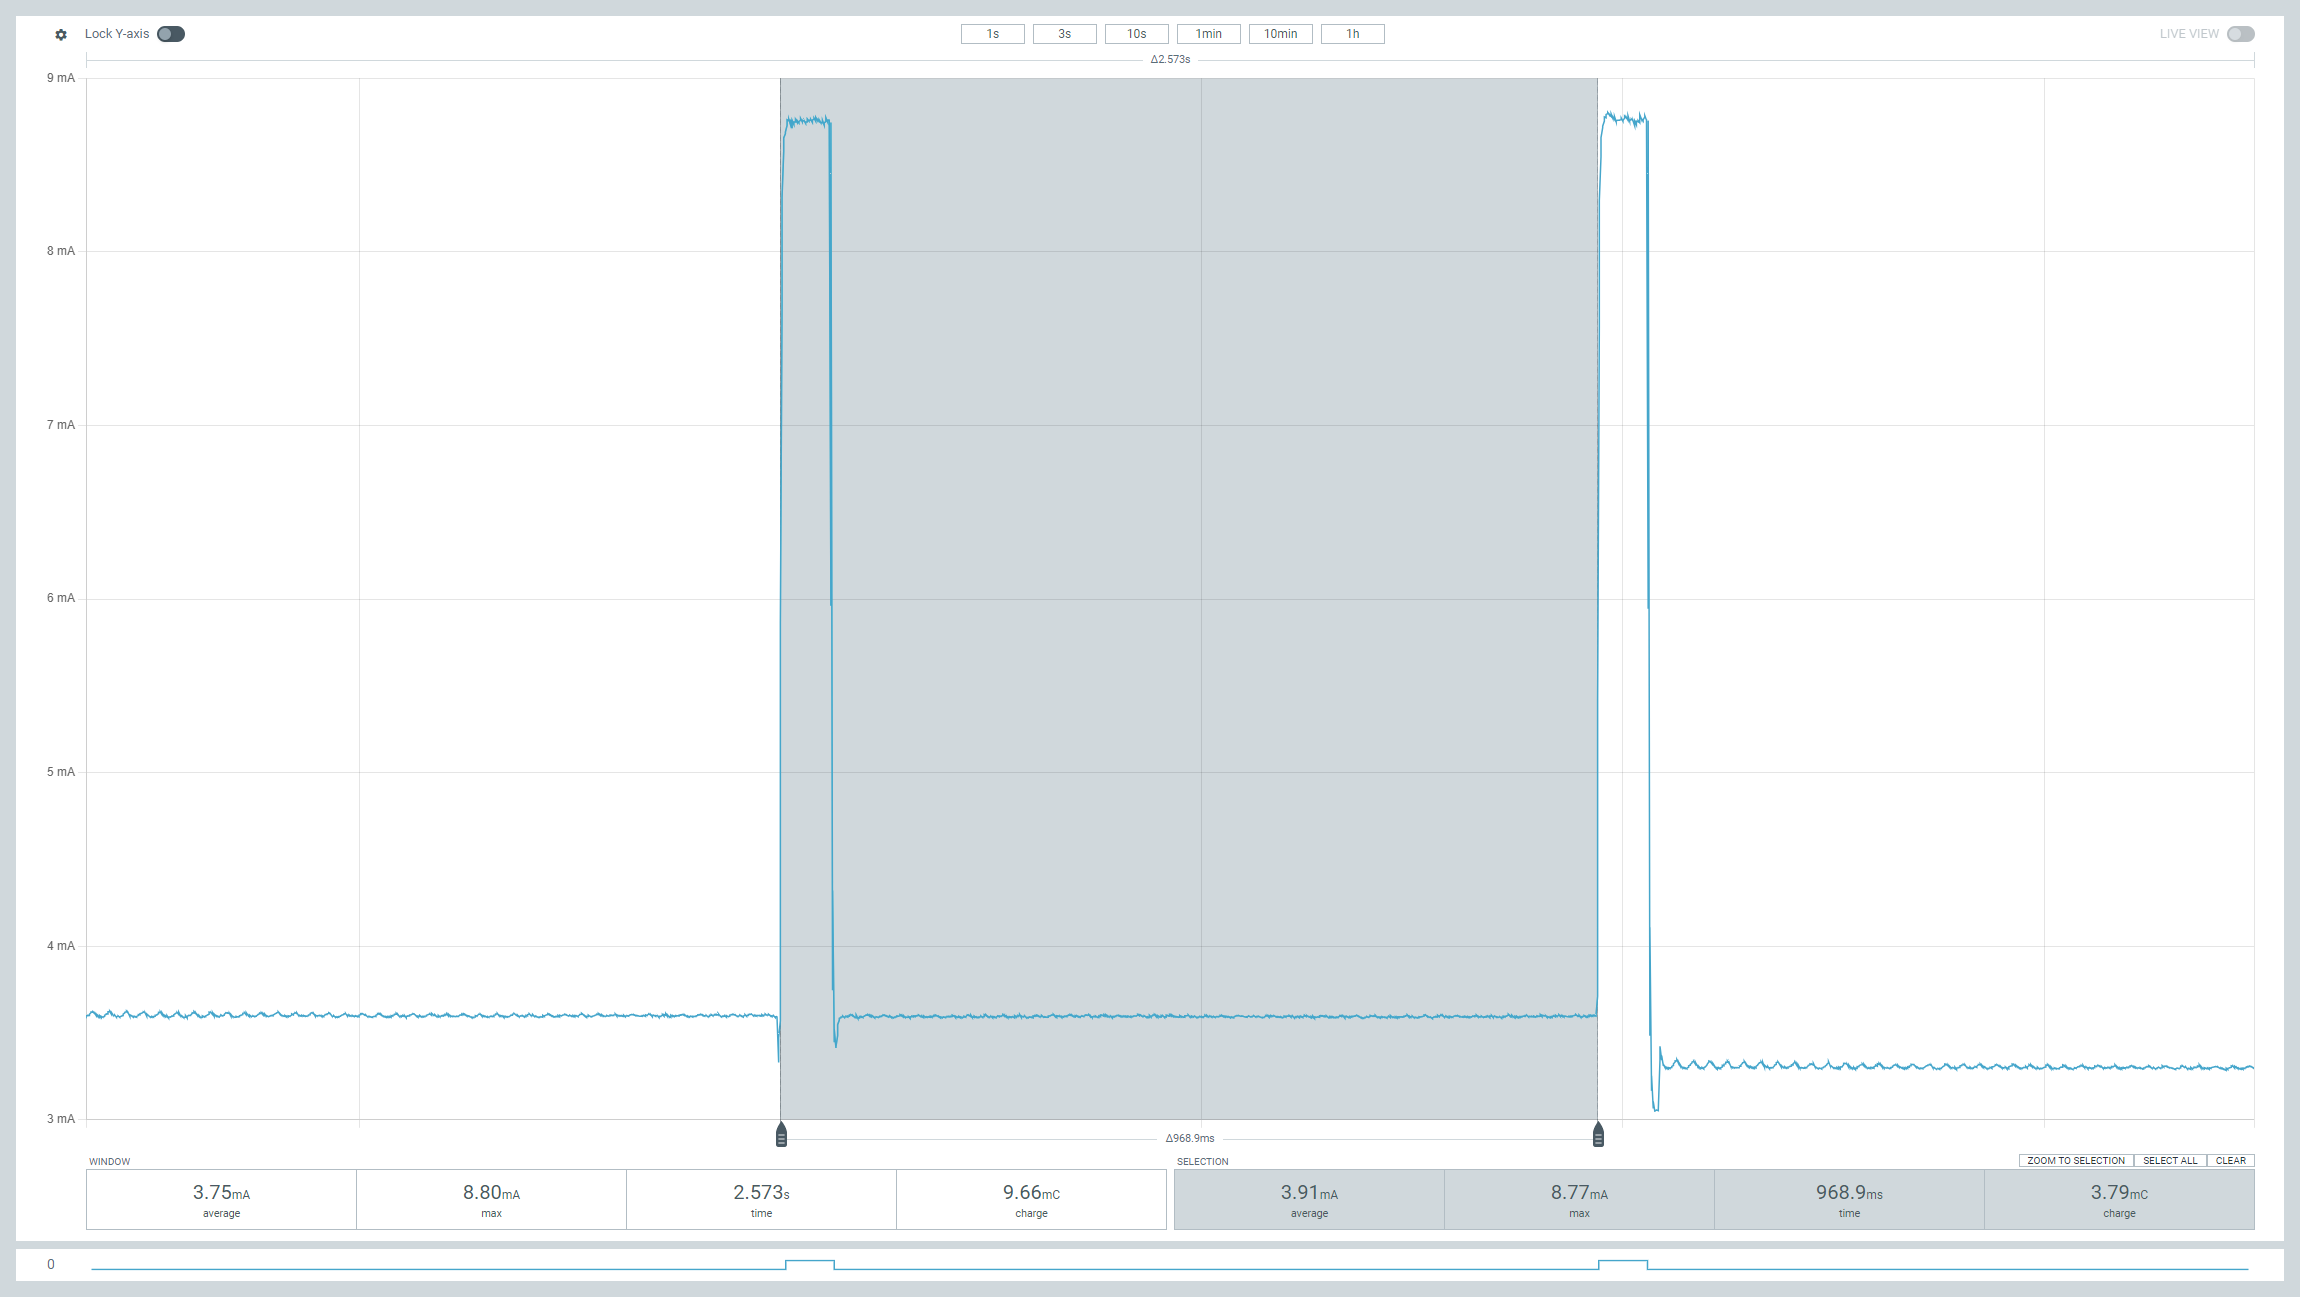 Lock Y-axis
1s 3s 10s 1min 10min 1h
LIVE VIEW
Δ2.573s
9 mA
8 mA
7 mA
6 mA
5 mA
4 mA
3 mA
Δ968.9ms
WINDOW
3.75mA
average
8.80mA
max
2.573s
time
9.66mC
charge
SELECTION
ZOOM TO SELECTION SELECT ALL CLEAR
3.91mA
average
8.77mA
max
968.9ms
time
3.79mC
charge
0